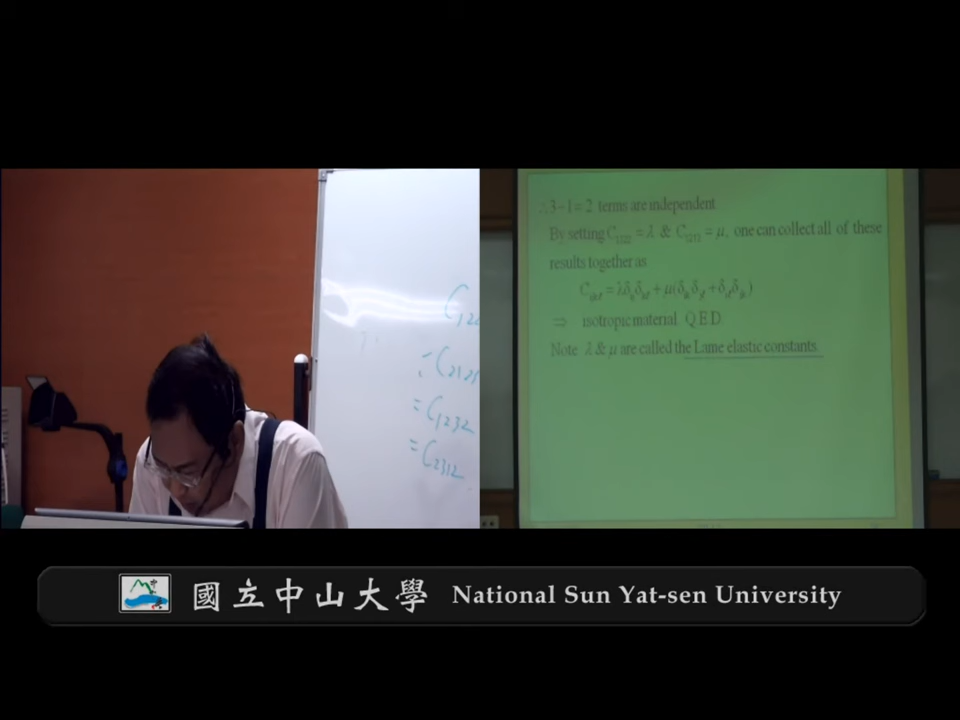 C₁₂₂
= C₂₁₂₁
= C₁₂₃₂
= C₂₃₁₂
∴ 3 − 1 = 2 terms are independent
By setting C₁₁₂₂ = λ & C₁₂₁₂ = μ, one can collect all of these
results together as
Cᵢⱼₖₗ = λδᵢⱼδₖₗ + μ(δᵢₖδⱼₗ + δᵢₗδⱼₖ)
⇒ isotropic material. Q.E.D.
Note λ & μ are called the Lame elastic constants.
國立中山大學 National Sun Yat-sen University